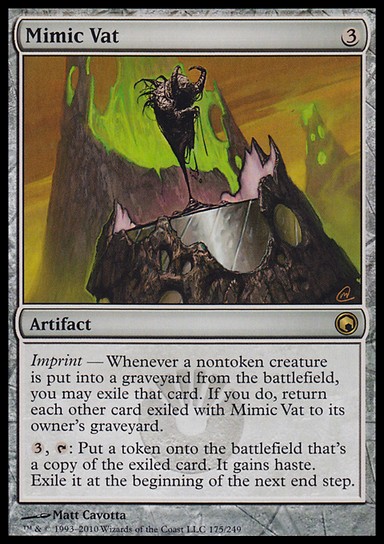 Mimic Vat 3
Artifact
Imprint — Whenever a nontoken creature
is put into a graveyard from the battlefield,
you may exile that card. If you do, return
each other card exiled with Mimic Vat to its
owner's graveyard.
3, : Put a token onto the battlefield that's
a copy of the exiled card. It gains haste.
Exile it at the beginning of the next end step.
Matt Cavotta
™ & © 1993–2010 Wizards of the Coast LLC 175/249